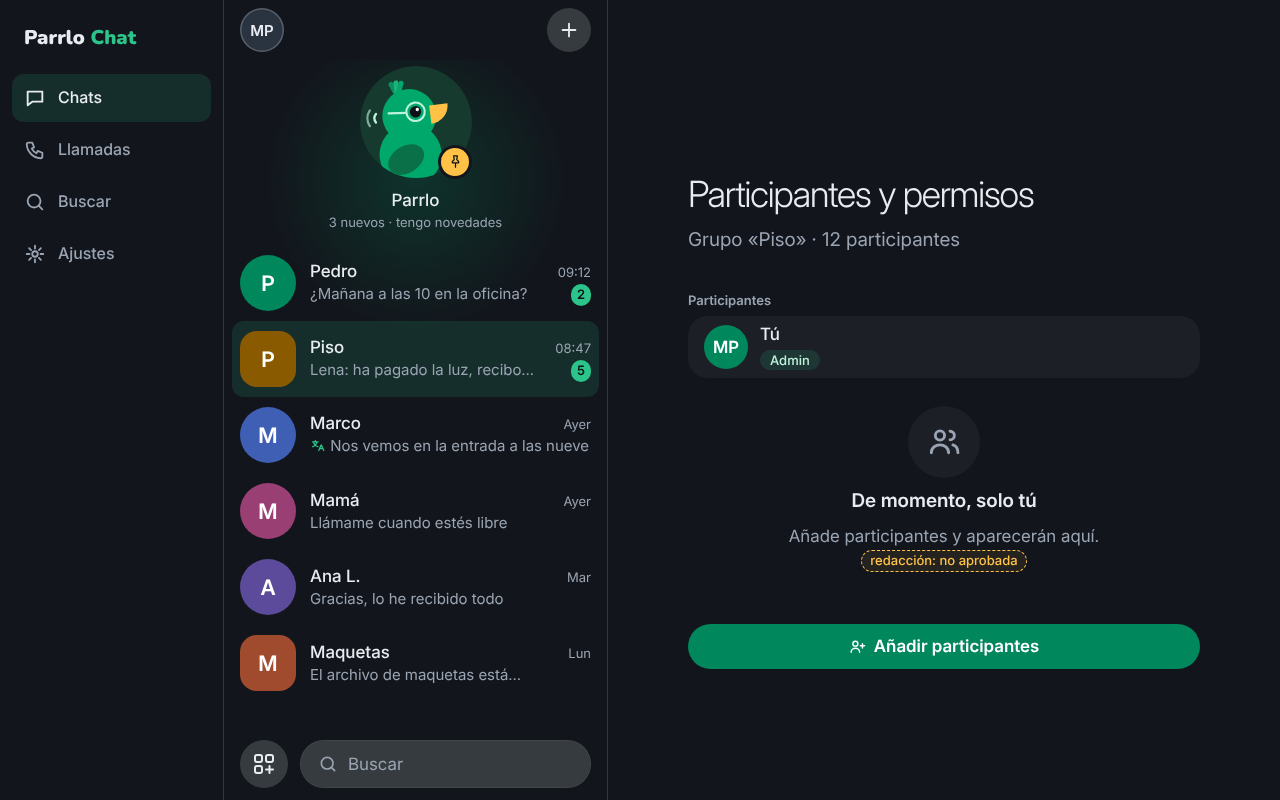 Parrlo Chat
Chats
Llamadas
Buscar
Ajustes
MP
Parrlo
3 nuevos · tengo novedades
P
Pedro
09:12
¿Mañana a las 10 en la oficina?
2
P
Piso
08:47
Lena: ha pagado la luz, recibo...
5
M
Marco
Ayer
Nos vemos en la entrada a las nueve
M
Mamá
Ayer
Llámame cuando estés libre
A
Ana L.
Mar
Gracias, lo he recibido todo
M
Maquetas
Lun
El archivo de maquetas está...
Buscar
Participantes y permisos
Grupo «Piso» · 12 participantes
Participantes
MP
Tú
Admin
De momento, solo tú
Añade participantes y aparecerán aquí.
redacción: no aprobada
Añadir participantes